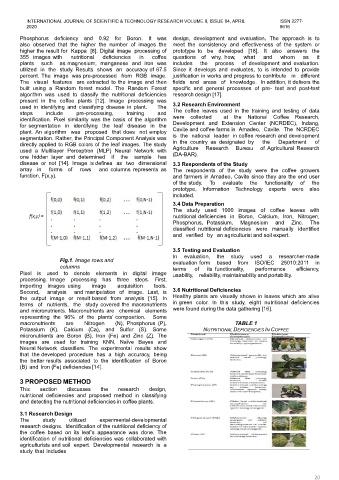 INTERNATIONAL JOURNAL OF SCIENTIFIC & TECHNOLOGY RESEARCH VOLUME 9, ISSUE 04, APRIL 2020
ISSN 2277-8616
Phosphorus deficiency and 0.92 for Boron. It was
also observed that the higher the number of images the
higher the result for Kappa [8]. Digital image processing of
355 images with nutritional deficiencies in coffee
plants such as magnesium, manganese and Iron was
utilized in the study. Results shows an accuracy of 67.5
percent. The image was pre-processed from RGB image.
The visual features are extracted to the images and then
built using a Random forest model. The Random Forest
algorithm was used to classify the nutritional deficiencies
present in the coffee plants [12]. Image processing was
used in identifying and classifying disease in plant. The
steps include pre-processing, training and
identification. Pixel similarity was the basis of the algorithm
for segmentation in identifying the leaf disease in the
plant. An algorithm was proposed that does not employ
segmentation. Rather, the Principal Component Analysis was
directly applied to RGB scans of the leaf images. The study
used a Multilayer Perceptron (MLP) Neural Network with
one hidden layer and determined if the sample has
disease or not [14]. Image is defines as two dimensional
array in forms of rows and columns represents as
function, F(x,y).
f(x,y) =
f(0,0) f(0,1) f(0,2) .... f(0,N-1)
f(1,0) f(1,1) f(1,2) .... f(1,N-1)
. . . .
. . . .
f(M-1,0) f(M-1,1) f(M-1,2) .... f(M-1,N-1)
Fig.1. Image rows and
columns
Pixel is used to denote elements in digital image
processing. Image processing has three steps. First,
importing images using image acquisition tools.
Second, analysis and manipulation of image. Last, is
the output image or result based from analysis [15]. In
terms of nutrients, the study covered the macronutrients
and micronutrients. Macronutrients are chemical elements
representing the 96% of the plants' composition. Some
macronutrients are Nitrogen (N), Phosphorus (P),
Potassium (K), Calcium (Ca), and Sulfur (S). Some
micronutrients are Boron (B), Iron (Fe) and Zinc (Z). The
images are used for training KNN, Naïve Bayes and
Neural Network classifiers. The experimental results show
that the developed procedure has a high accuracy, being
the better results associated to the identification of Boron
(B) and Iron (Fe) deficiencies [14].
3 PROPOSED METHOD
This section discusses the research design,
nutritional deficiencies and proposed method in classifying
and detecting the nutritional deficiencies in coffee plants.
3.1 Research Design
The study utilized experimental-developmental
research designs. Identification of the nutritional deficiency of
the coffee based on its leaf's appearance was done. The
identification of nutritional deficiencies was collaborated with
agriculturists and soil expert. Developmental research is a
study that includes
design, development and evaluation. The approach is to
meet the consistency and effectiveness of the system or
prototype to be developed [16]. It also answers the
questions of why, how, what and whom as it
includes the process of development and evaluation.
Since it develops and evaluates, to is intended to provide
justification in works and progress to contribute in different
fields and areas of knowledge. In addition, it delivers the
specific and general processes of pre- test and post-test
research design [17].
3.2 Research Environment
The coffee leaves used in the training and testing of data
were collected at the National Coffee Research,
Development and Extension Center (NCRDEC), Indang,
Cavite and coffee farms in Amadeo, Cavite. The NCRDEC
is the national leader in coffee research and development
in the country as designated by the Department of
Agriculture Research Bureau of Agricultural Research
(DA-BAR).
3.3 Respondents of the Study
The respondents of the study were the coffee growers
and farmers in Amadeo, Cavite since they are the end user
of the study. To evaluate the functionality of the
prototype, Information Technology experts were also
included.
3.4 Data Preparation
The study used 1000 images of coffee leaves with
nutritional deficiencies in Boron, Calcium, Iron, Nitrogen,
Phosphorus, Potassium, Magnesium and Zinc. The
classified nutritional deficiencies were manually identified
and verified by an agriculturist and soil expert.
3.5 Testing and Evaluation
In evaluation, the study used a researcher-made
evaluation form based from ISO/IEC 25010:2011 in
terms of its functionality, performance efficiency,
usability, reliability, maintainability and portability.
3.6 Nutritional Deficiencies
Healthy plants are visually shown in leaves which are alive
in green color. In this study, eight nutritional deficiencies
were found during the data gathering [16].
TABLE 1
NUTRITIONAL DEFICIENCIES IN COFFEE
20